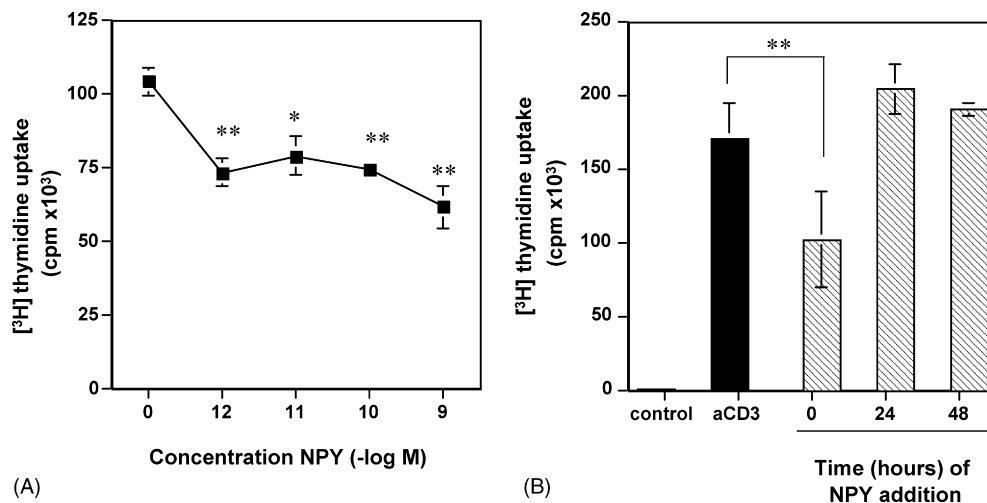 125
100
75
50
25
0
[³H] thymidine uptake
(cpm x10³)
**
*
**
**
0 12 11 10 9
Concentration NPY (-log M)
(A)
250
200
150
100
50
0
[³H] thymidine uptake
(cpm x10³)
**
control aCD3 0 24 48
Time (hours) of
NPY addition
(B)